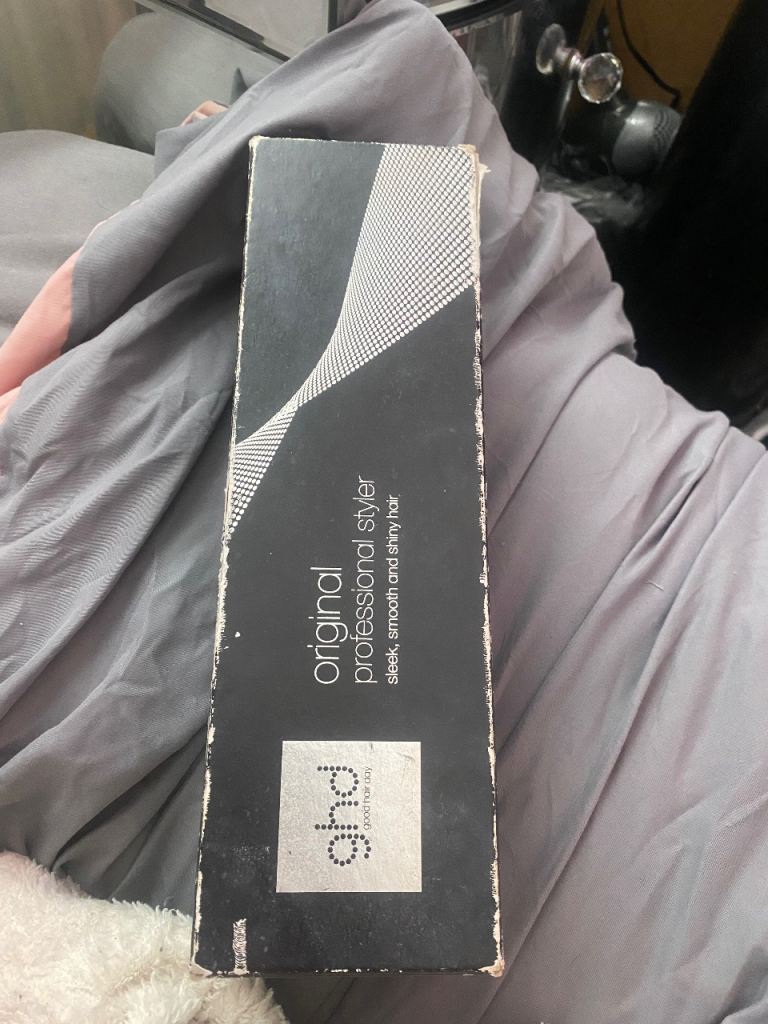 original
professional styler
sleek, smooth and shiny hair
ghd
good hair day